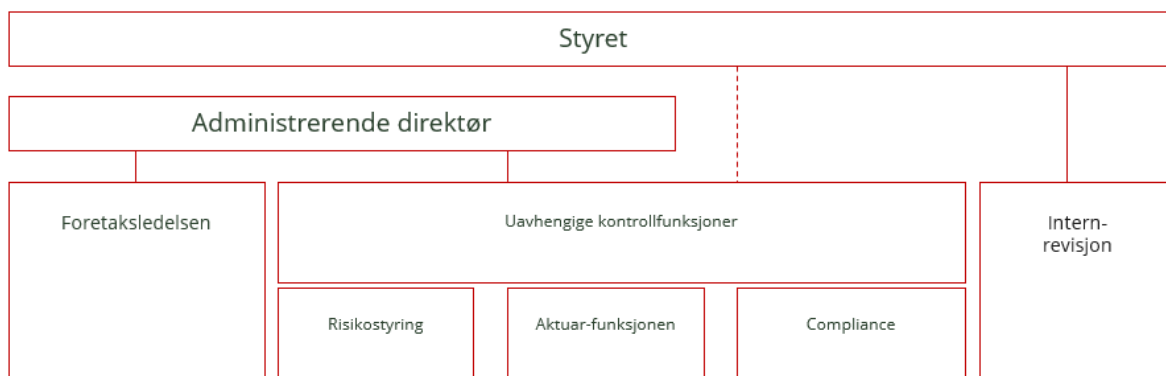 Styret
Administrerende direktør
Foretaksledelsen
Uavhengige kontrollfunksjoner
Intern-
revisjon
Risikostyring
Aktuar-funksjonen
Compliance